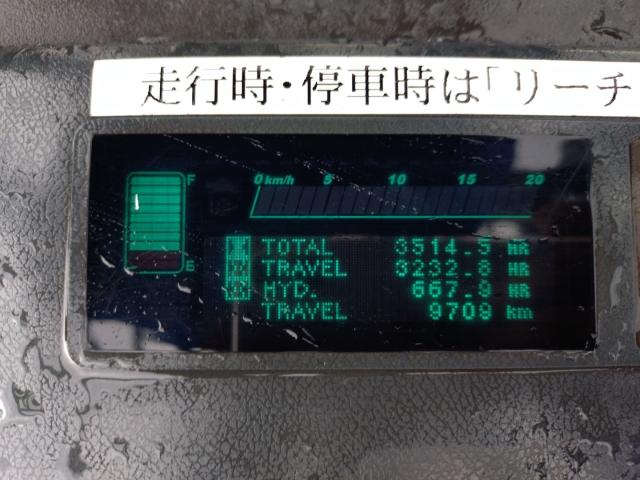 走行時・停車時は「リーチ
F
E
0 km/h 5 10 15 20
TOTAL 3514.5 HR
TRAVEL 3232.8 HR
HYD. 667.9 HR
TRAVEL 9709 km